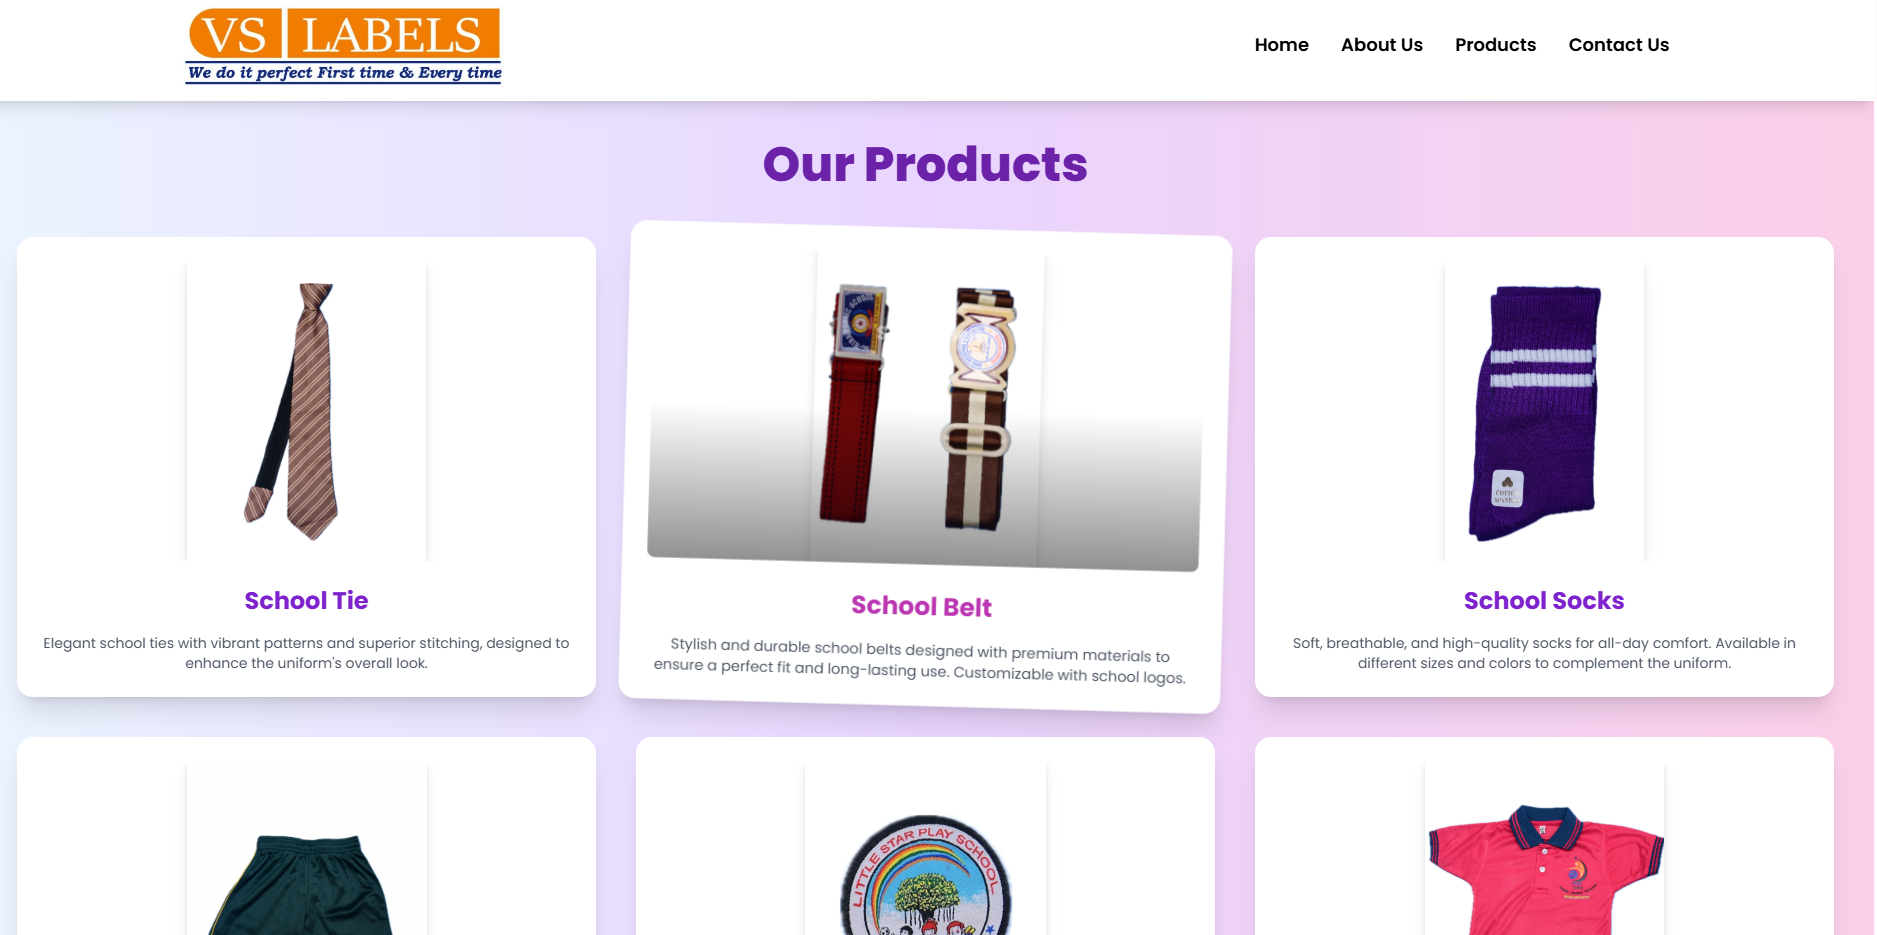 VS LABELS
We do it perfect First time & Every time
Home
About Us
Products
Contact Us
Our Products
School Tie
Elegant school ties with vibrant patterns and superior stitching, designed to
enhance the uniform's overall look.
School Belt
Stylish and durable school belts designed with premium materials to
ensure a perfect fit and long-lasting use. Customizable with school logos.
School Socks
Soft, breathable, and high-quality socks for all-day comfort. Available in
different sizes and colors to complement the uniform.
LITTLE STAR PLAY SCHOOL